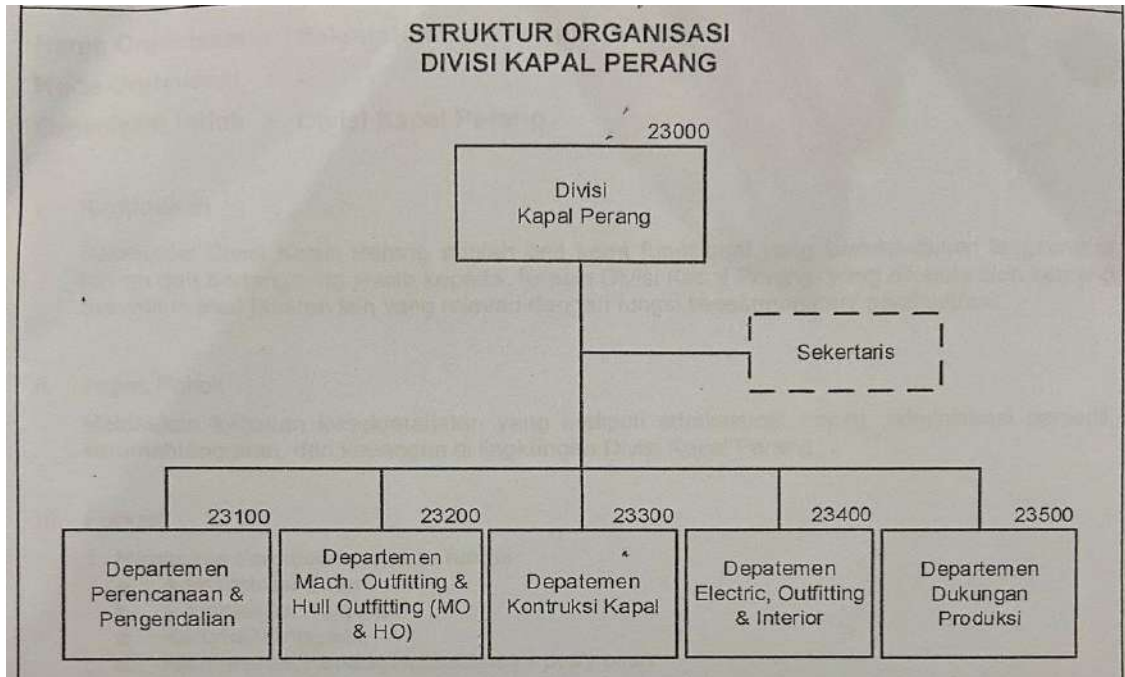 STRUKTUR ORGANISASI
DIVISI KAPAL PERANG
23000
Divisi
Kapal Perang
Sekertaris
23100
Departemen
Perencanaan &
Pengendalian
23200
Departemen
Mach. Outfitting &
Hull Outfitting (MO
& HO)
23300
Depatemen
Kontruksi Kapal
23400
Depatemen
Electric, Outfitting
& Interior
23500
Departemen
Dukungan
Produksi